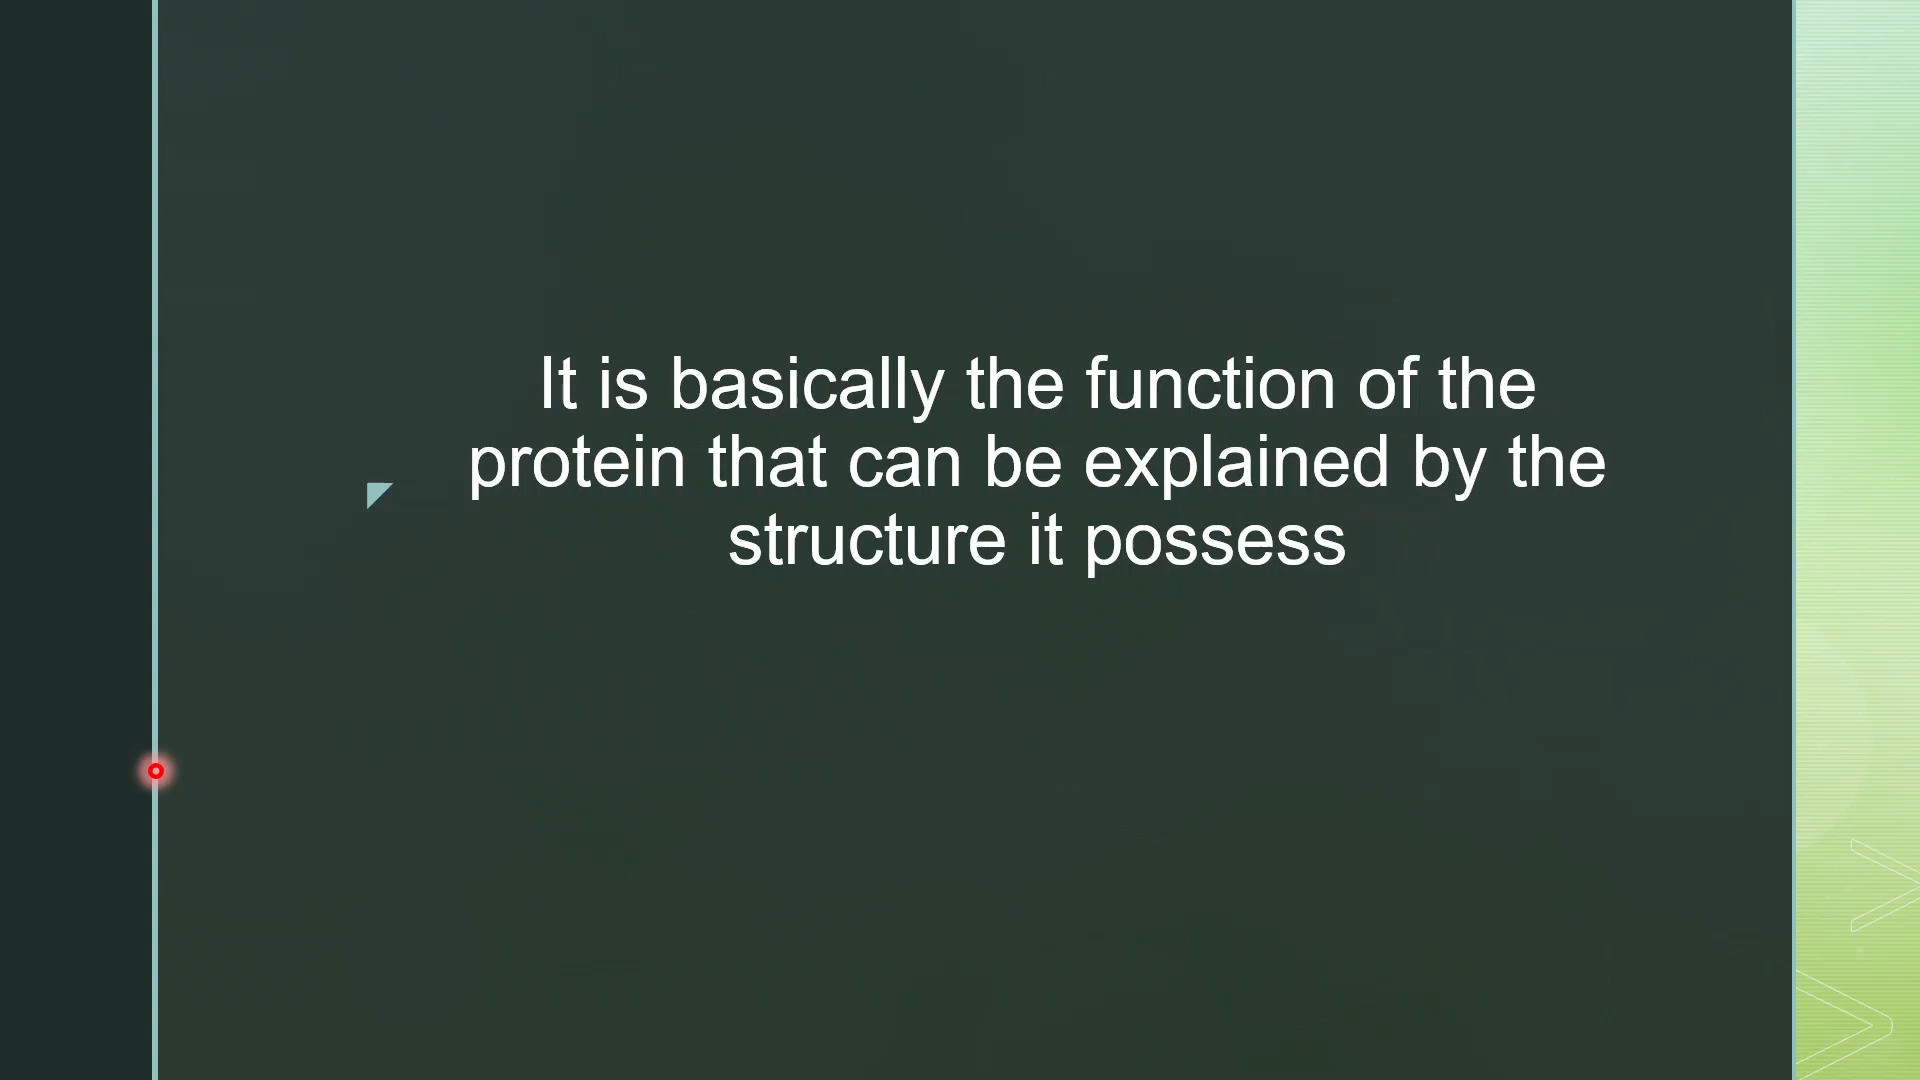 It is basically the function of the
protein that can be explained by the
structure it possess